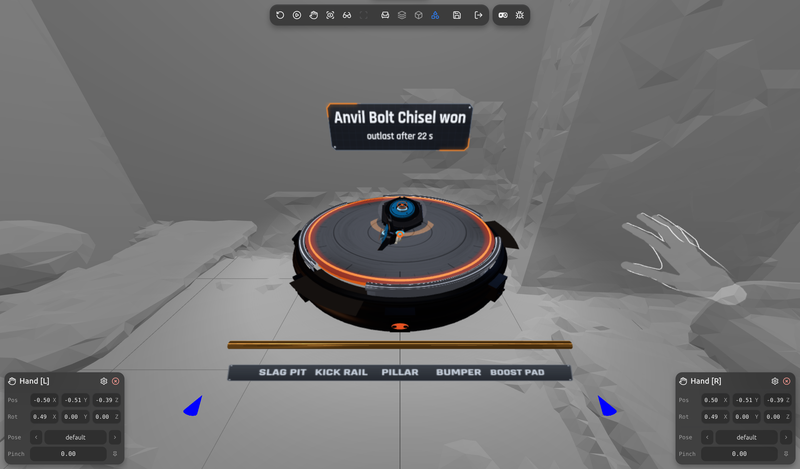 Anvil Bolt Chisel won
outlast after 22 s
SLAG PIT KICK RAIL PILLAR BUMPER BOOST PAD
Hand [L]
Pos -0.50 X -0.51 Y -0.39 Z
Rot 0.49 X 0.00 Y 0.00 Z
Pose ‹ default ›
Pinch 0.00
Hand [R]
Pos 0.50 X -0.51 Y -0.39 Z
Rot 0.49 X 0.00 Y 0.00 Z
Pose ‹ default ›
Pinch 0.00